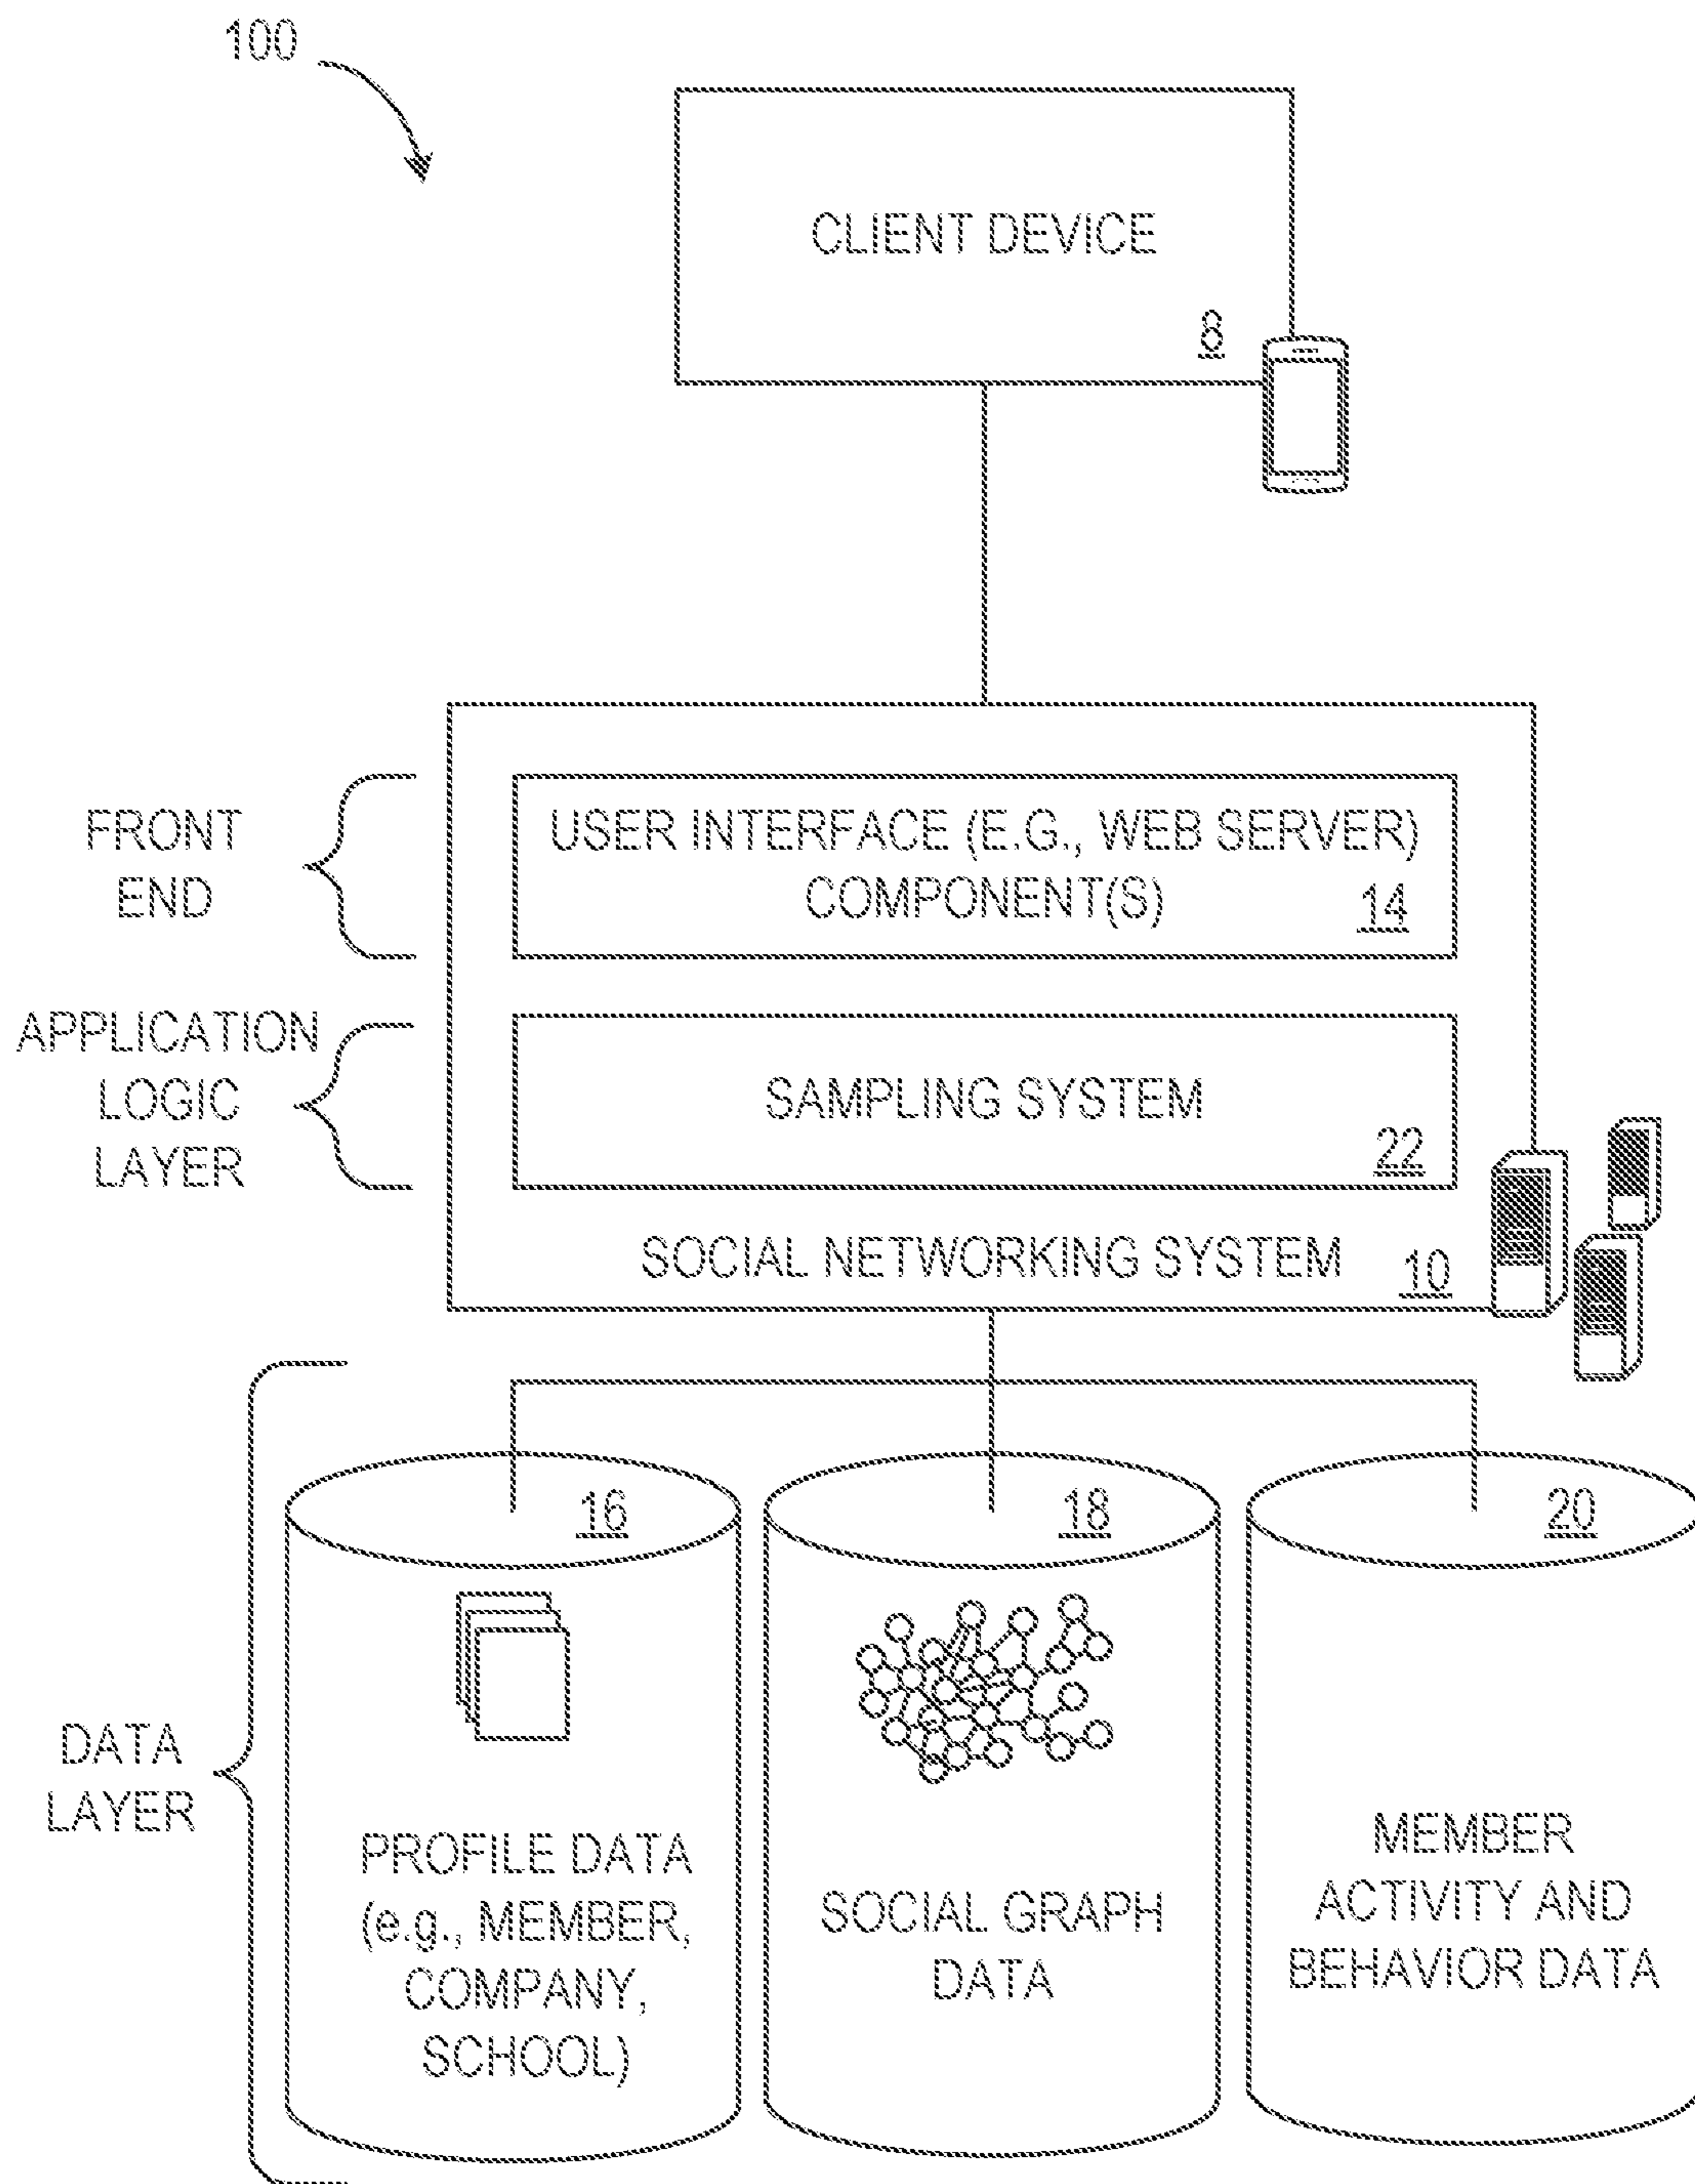 100
CLIENT DEVICE
8
FRONT
END
USER INTERFACE (E.G., WEB SERVER)
COMPONENT(S)
14
APPLICATION
LOGIC
LAYER
SAMPLING SYSTEM
22
SOCIAL NETWORKING SYSTEM
10
DATA
LAYER
16
PROFILE DATA
(e.g., MEMBER,
COMPANY,
SCHOOL)
18
SOCIAL GRAPH
DATA
20
MEMBER
ACTIVITY AND
BEHAVIOR DATA